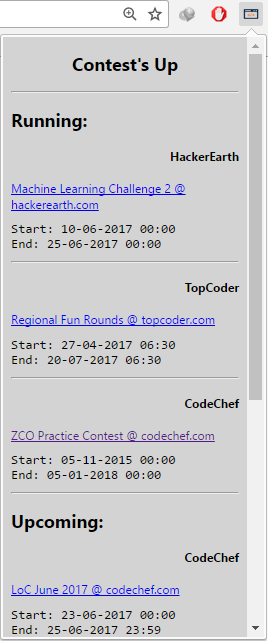 Contest's Up
Running:
HackerEarth
Machine Learning Challenge 2 @
hackerearth.com
Start: 10-06-2017 00:00
End: 25-06-2017 00:00
TopCoder
Regional Fun Rounds @ topcoder.com
Start: 27-04-2017 06:30
End: 20-07-2017 06:30
CodeChef
ZCO Practice Contest @ codechef.com
Start: 05-11-2015 00:00
End: 05-01-2018 00:00
Upcoming:
CodeChef
LoC June 2017 @ codechef.com
Start: 23-06-2017 00:00
End: 25-06-2017 23:59